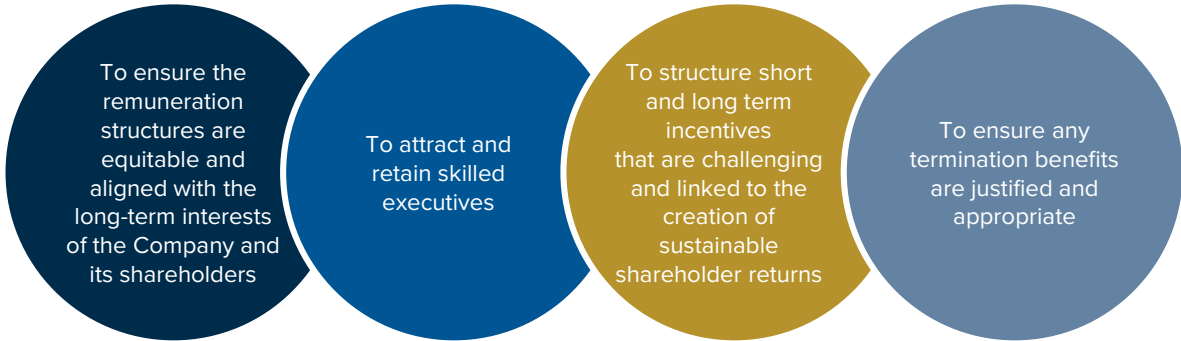 To ensure the
remuneration
structures are
equitable and
aligned with the
long-term interests
of the Company and
its shareholders
To attract and
retain skilled
executives
To structure short
and long term
incentives
that are challenging
and linked to the
creation of
sustainable
shareholder returns
To ensure any
termination benefits
are justified and
appropriate